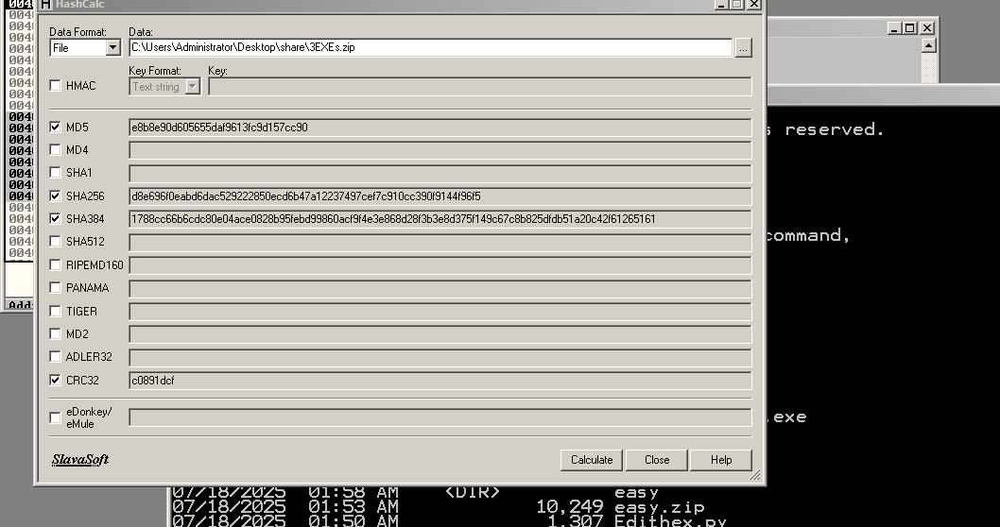 HashCalc
Data Format:
Data:
File
C:\Users\Administrator\Desktop\share\3EXEs.zip
...
Key Format:
Key:
HMAC
Text string
MD5
e8b8e90d605655daf9613fc9d157cc90
MD4
SHA1
SHA256
d8e696f0eabd6dac529222850ecd6b47a12237497cef7c910cc390f9144f96f5
SHA384
1788cc66b6cdc80e04ace0828b95febd99860acf9f4e3e868d28f3b3e8d375f149c67c8b825dfdb51a20c42f61265161
SHA512
RIPEMD160
PANAMA
TIGER
MD2
ADLER32
CRC32
c0891dcf
eDonkey/
eMule
SlavaSoft
Calculate
Close
Help
s reserved.
command,
.exe
07/18/2025 01:58 AM <DIR> easy
07/18/2025 01:53 AM 10,249 easy.zip
07/18/2025 01:50 AM 1,307 Edithex.py